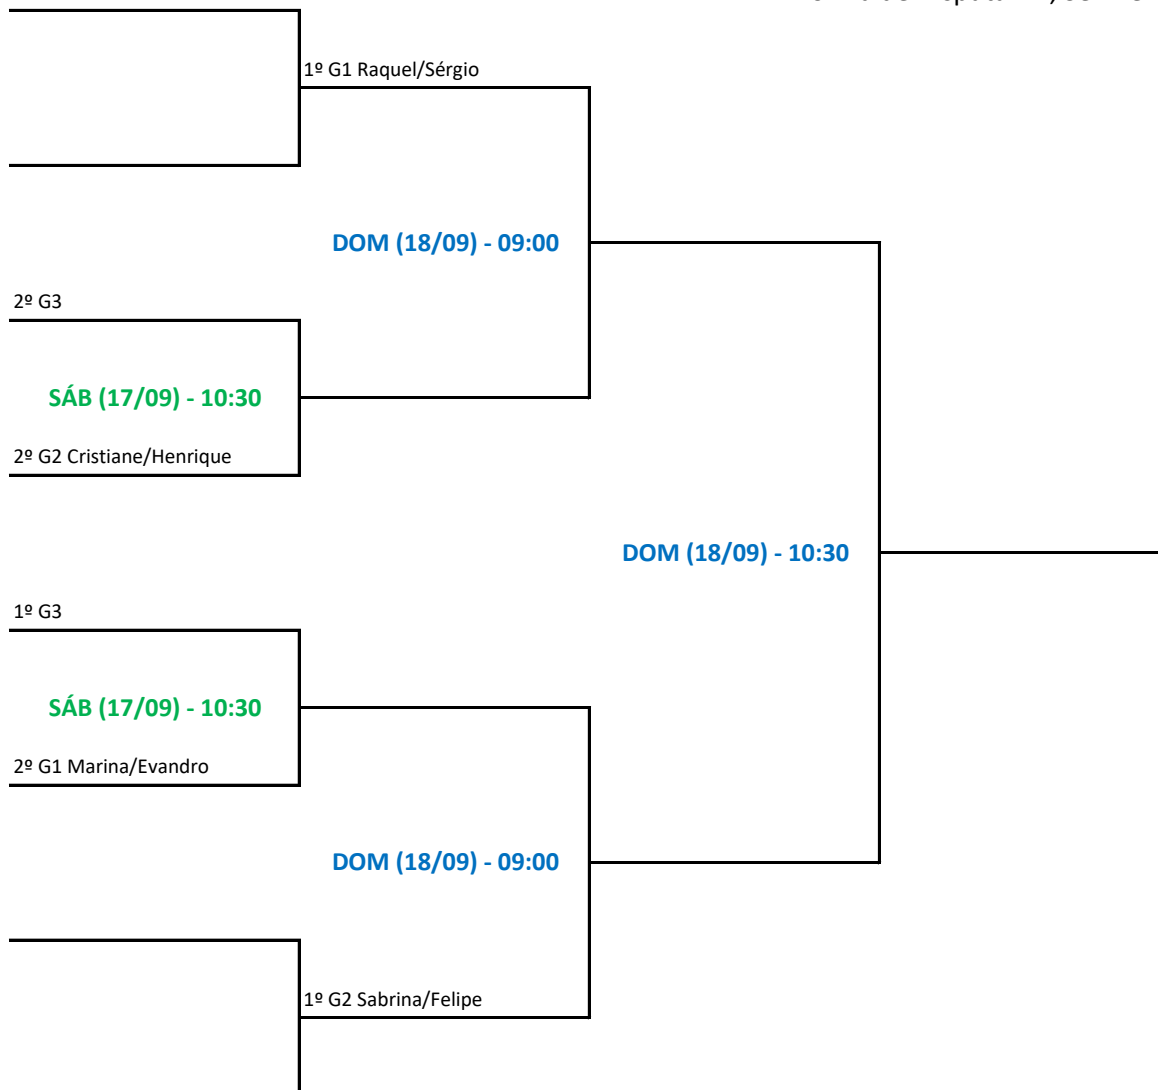 1º G1 Raquel/Sérgio
DOM (18/09) - 09:00
2º G3
SÁB (17/09) - 10:30
2º G2 Cristiane/Henrique
DOM (18/09) - 10:30
1º G3
SÁB (17/09) - 10:30
2º G1 Marina/Evandro
DOM (18/09) - 09:00
1º G2 Sabrina/Felipe